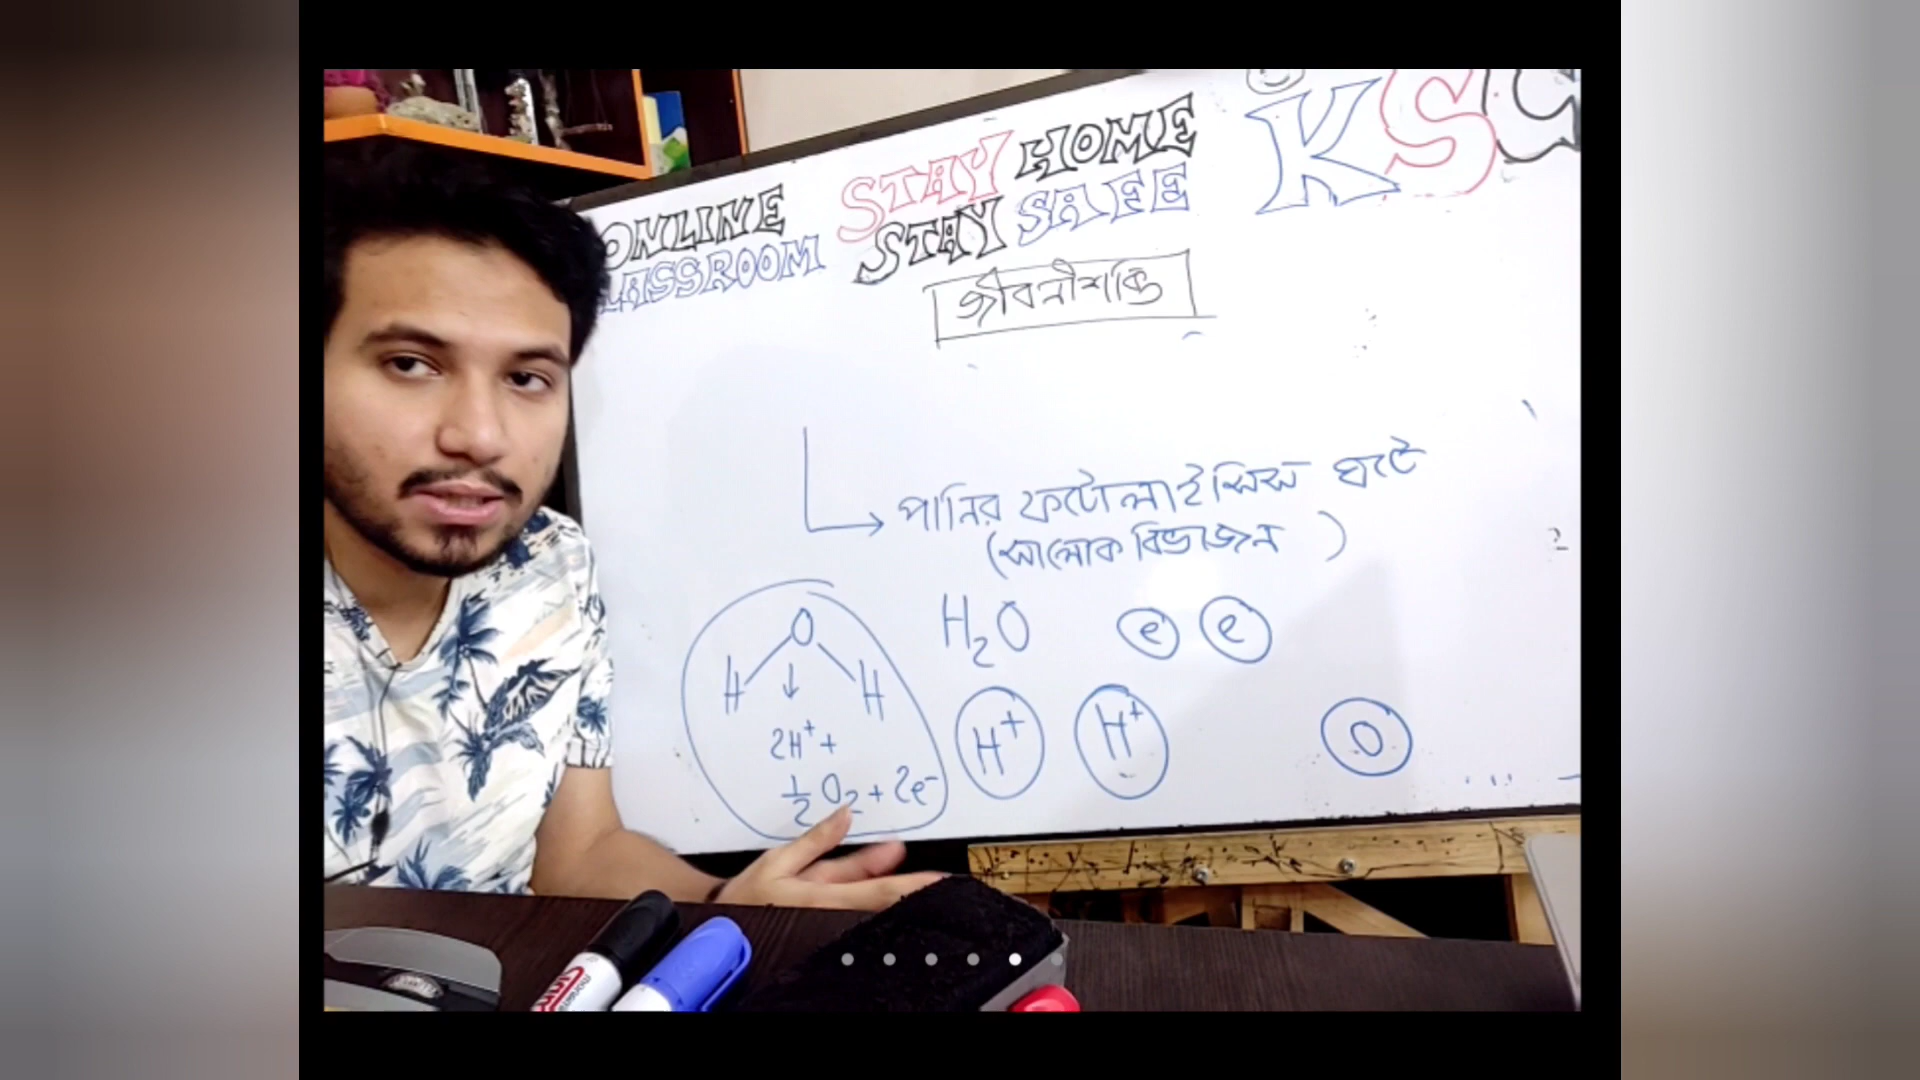 ONLINE
CLASSROOM
STAY HOME
STAY SAFE
KSC
জীবনীশক্তি
পানির ফটোলাইসিস ঘটে
(আলোক বিভাজন )
O
H H
2H⁺ +
½ O₂ + 2e⁻
H₂O e e
H⁺ H⁺ O